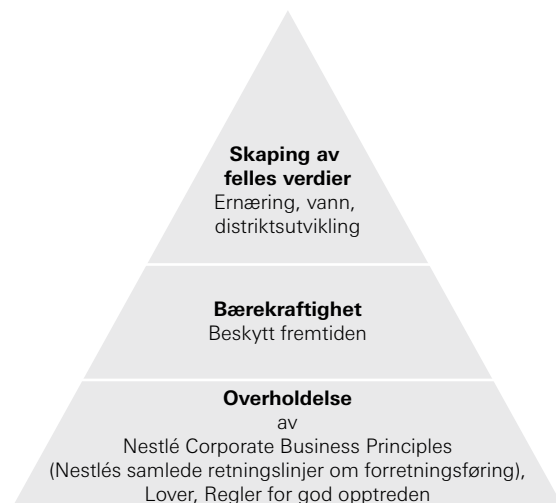 Skaping av
felles verdier
Ernæring, vann,
distriktsutvikling
Bærekraftighet
Beskytt fremtiden
Overholdelse
av
Nestlé Corporate Business Principles
(Nestlés samlede retningslinjer om forretningsføring),
Lover, Regler for god opptreden